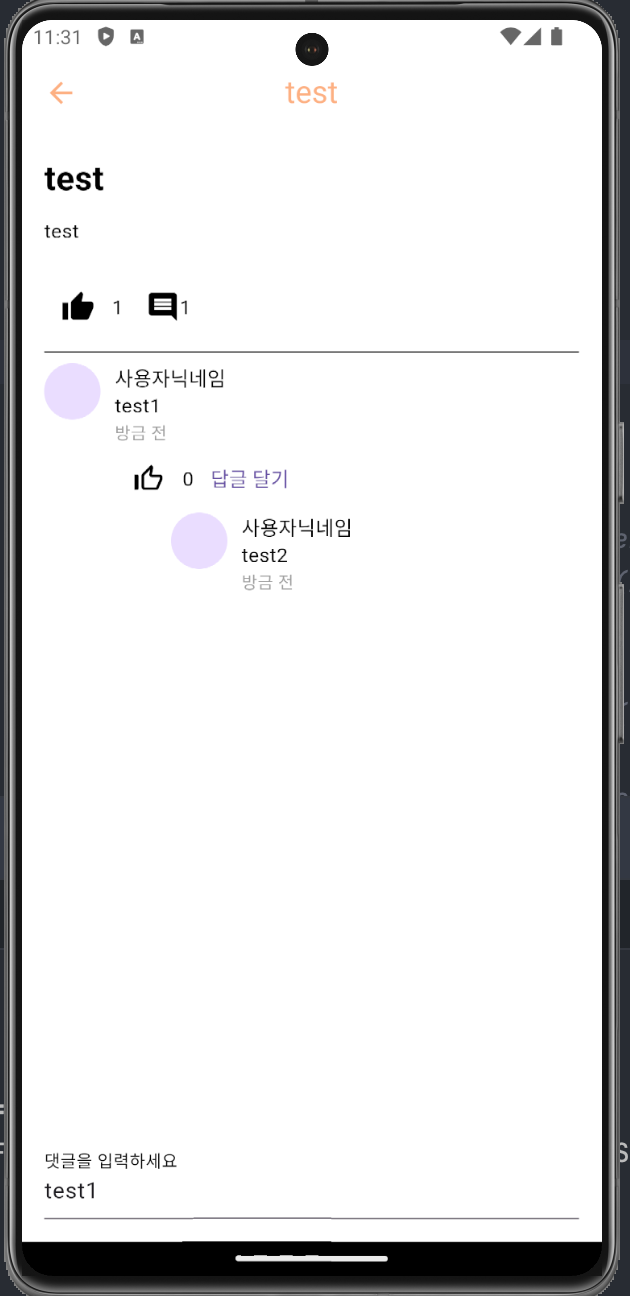 11:31
test
test
test
1 1
사용자닉네임
test1
방금 전
0 답글 달기
사용자닉네임
test2
방금 전
댓글을 입력하세요
test1